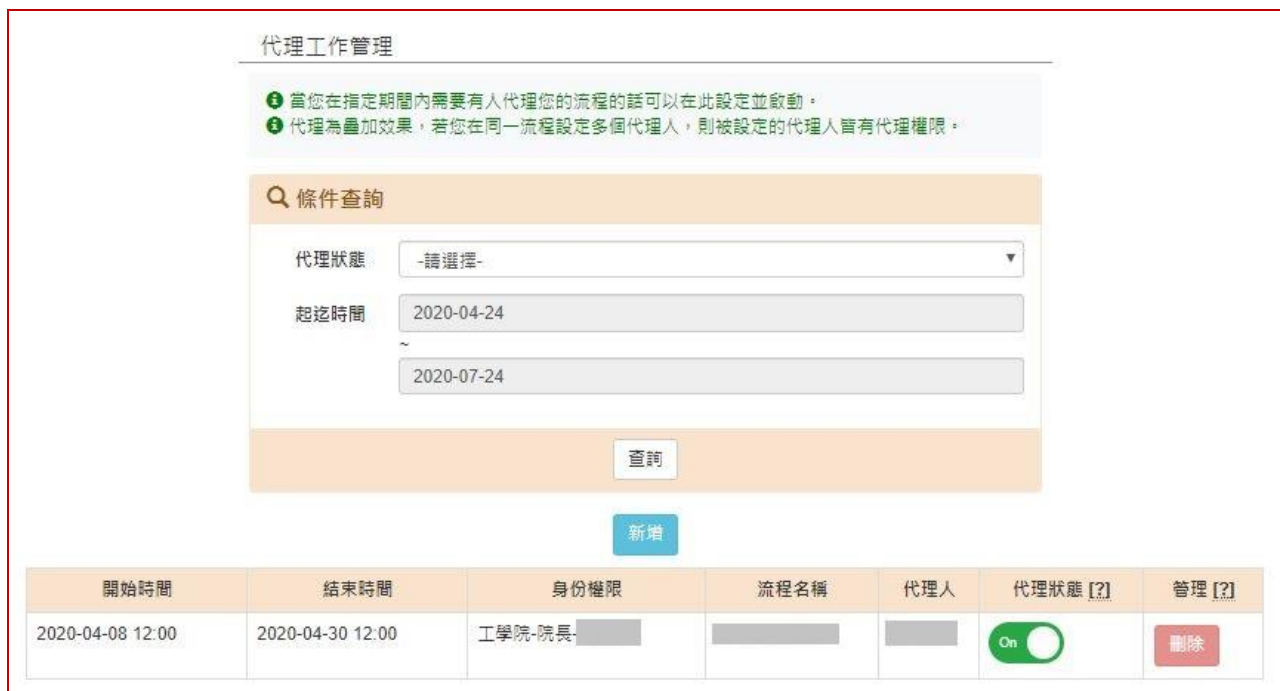 代理工作管理
當您在指定期間內需要有人代理您的流程的話可以在此設定並啟動。
代理為疊加效果，若您在同一流程設定多個代理人，則被設定的代理人皆有代理權限。
條件查詢
代理狀態 -請選擇-
起迄時間 2020-04-24
~
2020-07-24
查詢
新增
開始時間 結束時間 身份權限 流程名稱 代理人 代理狀態 [?] 管理 [?]
2020-04-08 12:00 2020-04-30 12:00 工學院-院長- On 刪除